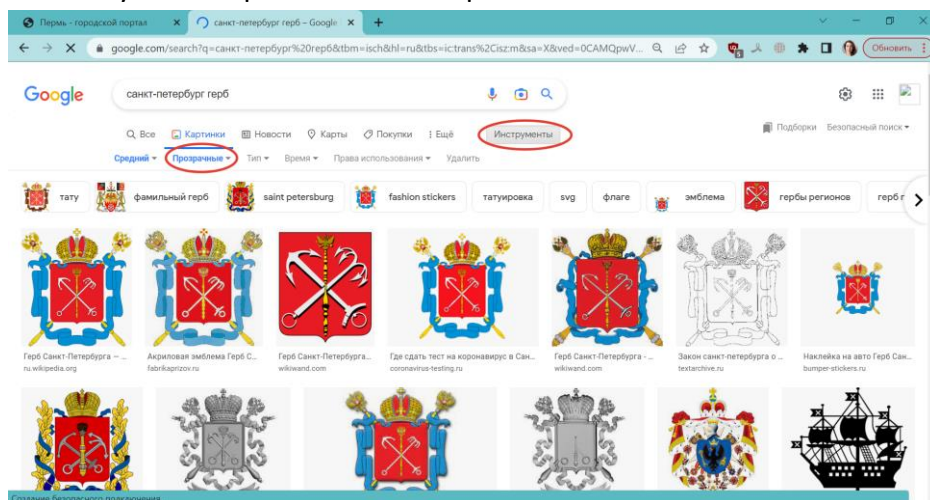 Пермь - городской портал
санкт-петербург герб – Google
google.com/search?q=санкт-петербург%20герб&tbm=isch&hl=ru&tbs=ic:trans%2Cisz:m&sa=X&ved=0CAMQpwV...
Обновить
Google
санкт-петербург герб
Все Картинки Новости Карты Покупки Ещё Инструменты
Подборки Безопасный поиск
Средний Прозрачные Тип Время Права использования Удалить
тату фамильный герб saint petersburg fashion stickers татуировка svg флаге эмблема гербы регионов герб г
Герб Санкт-Петербурга — ...
ru.wikipedia.org
Акриловая эмблема Герб С...
fabrikaprizov.ru
Герб Санкт-Петербурга...
wikiwand.com
Где сдать тест на коронавирус в Сан...
coronavirus-testing.ru
Герб Санкт-Петербурга - ...
wikiwand.com
Закон санкт-петербурга о ...
textarchive.ru
Наклейка на авто Герб Сан...
bumper-stickers.ru
Создание безопасного подключения